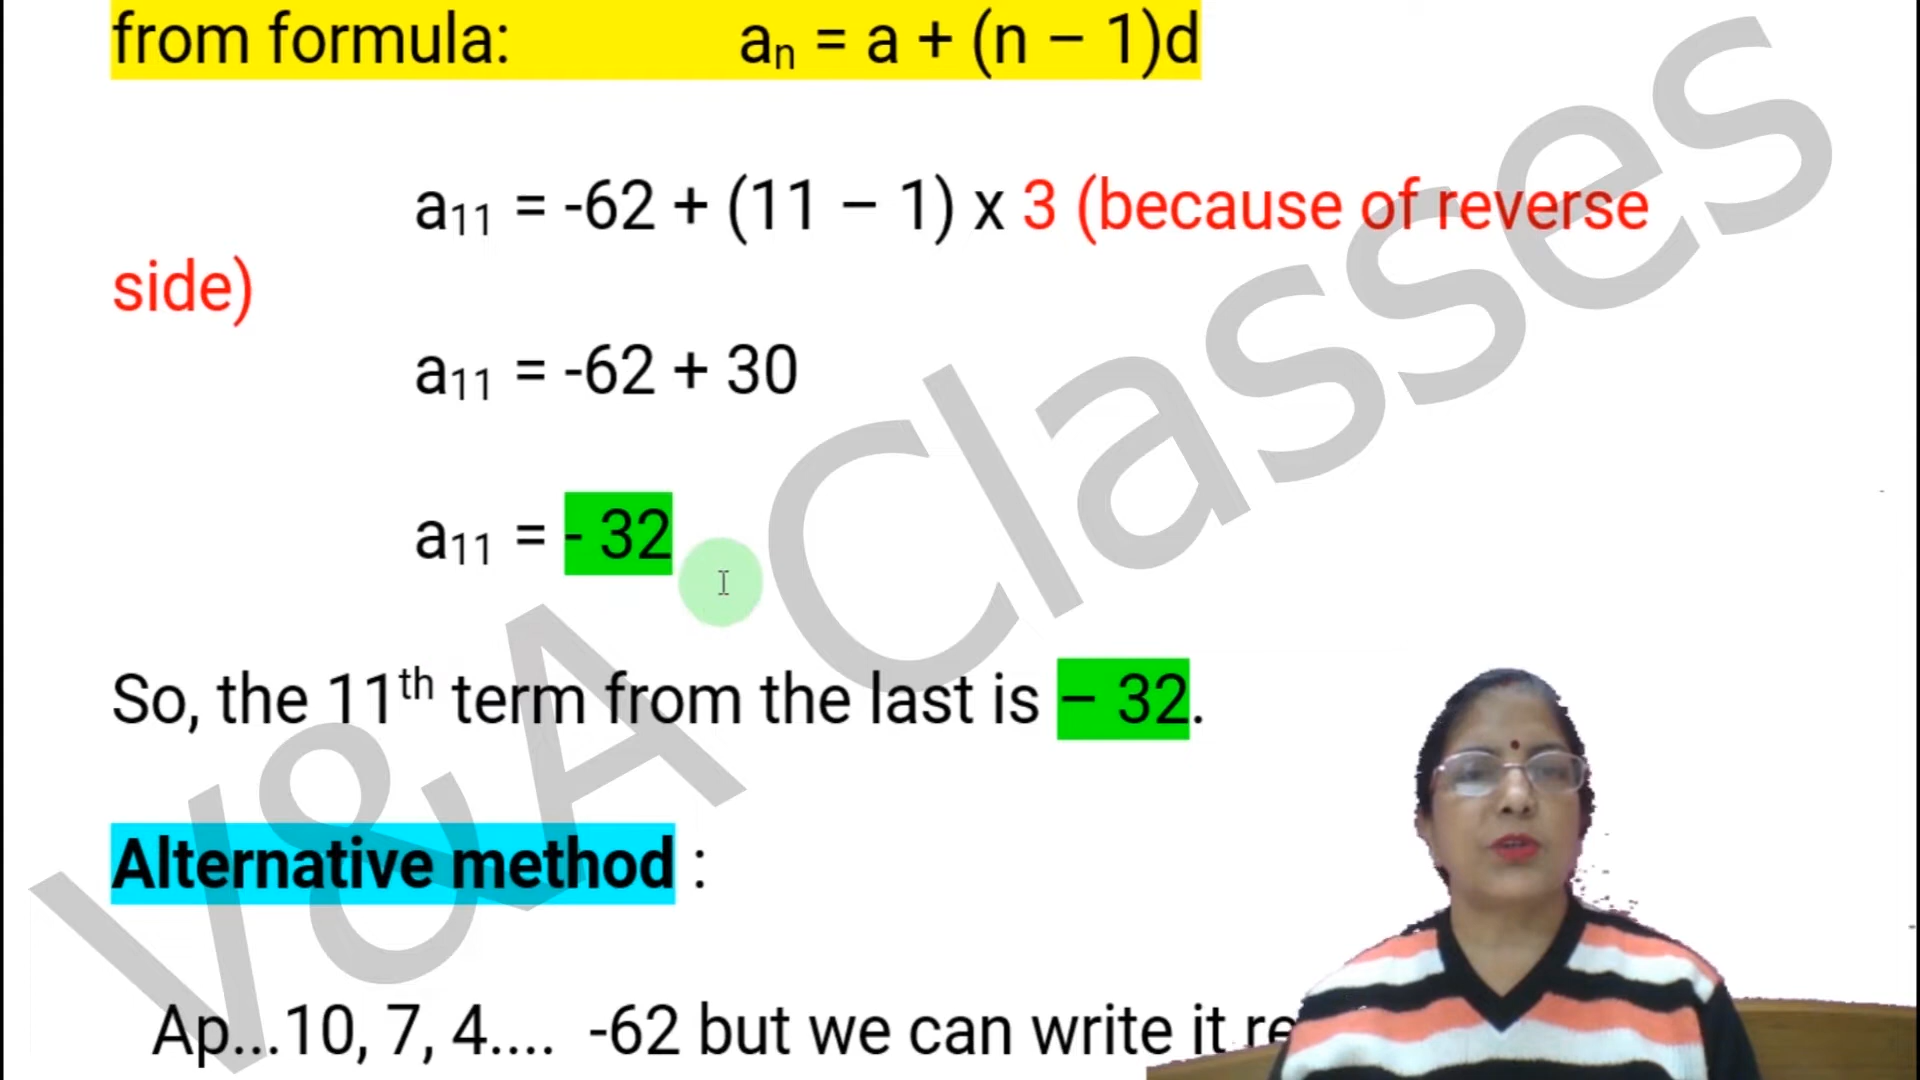 from formula: aₙ = a + (n – 1)d
a₁₁ = -62 + (11 – 1) x 3 (because of reverse
side)
a₁₁ = -62 + 30
a₁₁ = - 32
So, the 11ᵗʰ term from the last is – 32.
Alternative method :
Ap...10, 7, 4.... -62 but we can write it re
V&A Classes